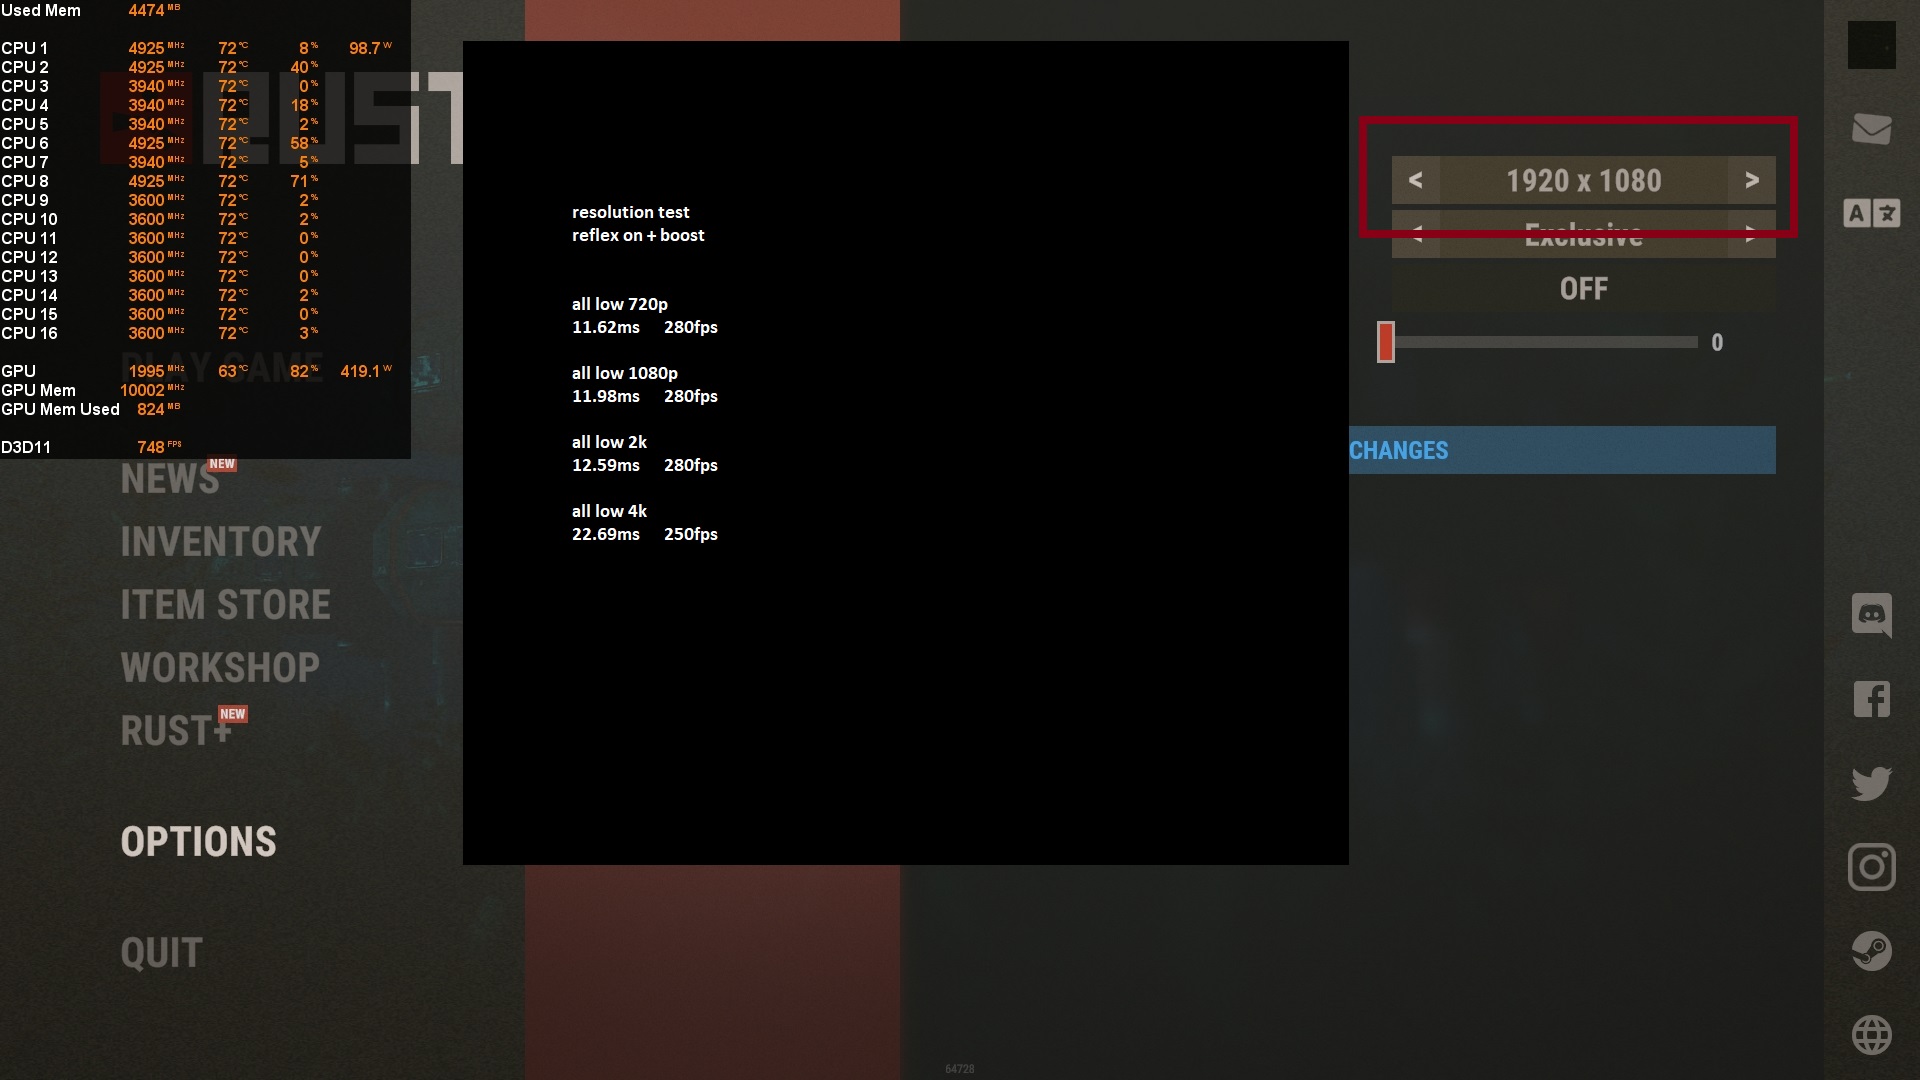 Used Mem 4474 MB
CPU 1 4925 MHz 72 °C 8 % 98.7 W
CPU 2 4925 MHz 72 °C 40 %
CPU 3 3940 MHz 72 °C 0 %
CPU 4 3940 MHz 72 °C 18 %
CPU 5 3940 MHz 72 °C 2 %
CPU 6 4925 MHz 72 °C 58 %
CPU 7 3940 MHz 72 °C 5 %
CPU 8 4925 MHz 72 °C 71 %
CPU 9 3600 MHz 72 °C 2 %
CPU 10 3600 MHz 72 °C 2 %
CPU 11 3600 MHz 72 °C 0 %
CPU 12 3600 MHz 72 °C 0 %
CPU 13 3600 MHz 72 °C 0 %
CPU 14 3600 MHz 72 °C 2 %
CPU 15 3600 MHz 72 °C 0 %
CPU 16 3600 MHz 72 °C 3 %
GPU 1995 MHz 63 °C 82 % 419.1 W
GPU Mem 10002 MHz
GPU Mem Used 824 MB
D3D11 748 FPS
RUST
PLAY GAME
NEWS NEW
INVENTORY
ITEM STORE
WORKSHOP
RUST+ NEW
OPTIONS
QUIT
resolution test
reflex on + boost
all low 720p
11.62ms 280fps
all low 1080p
11.98ms 280fps
all low 2k
12.59ms 280fps
all low 4k
22.69ms 250fps
< 1920 x 1080 >
< Exclusive >
OFF
0
CHANGES
A 文
64728